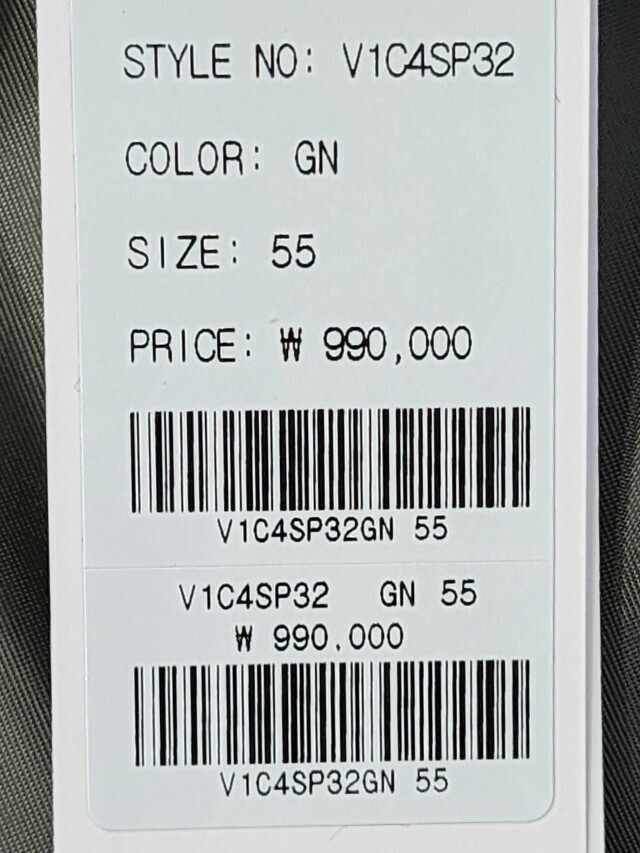 STYLE NO: V1C4SP32
COLOR: GN
SIZE: 55
PRICE: ₩ 990,000
V1C4SP32GN 55
V1C4SP32 GN 55
₩ 990.000
V1C4SP32GN 55